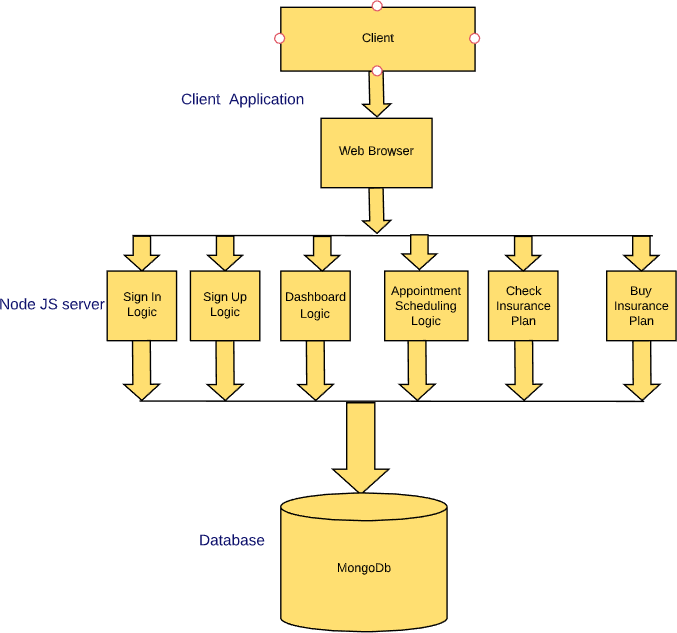 Client
Client Application
Web Browser
Node JS server
Sign In
Logic
Sign Up
Logic
Dashboard
Logic
Appointment
Scheduling
Logic
Check
Insurance
Plan
Buy
Insurance
Plan
Database
MongoDb